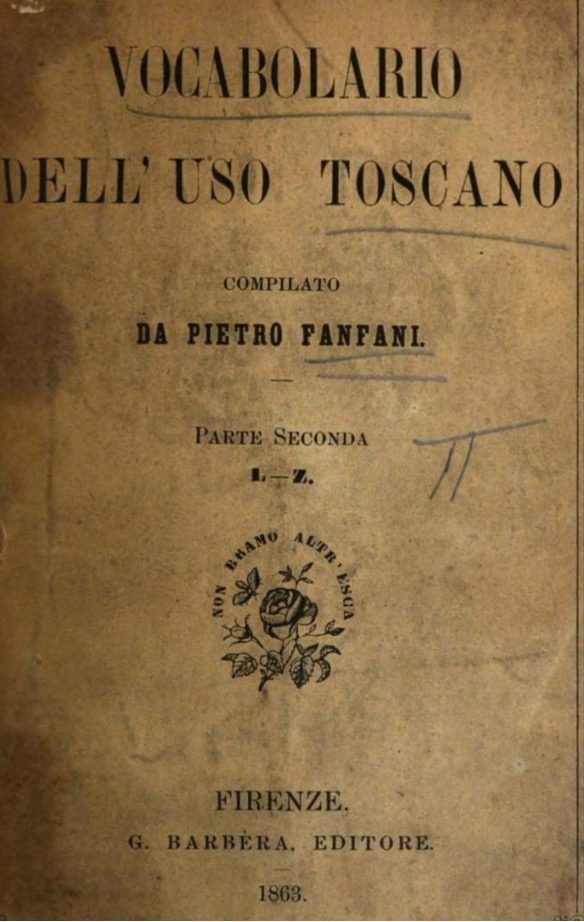 VOCABOLARIO
DELL' USO TOSCANO
COMPILATO
DA PIETRO FANFANI.
PARTE SECONDA
L—Z.
II
NON BRAMO ALTR' ESCA
FIRENZE.
G. BARBÈRA, EDITORE.
1863.